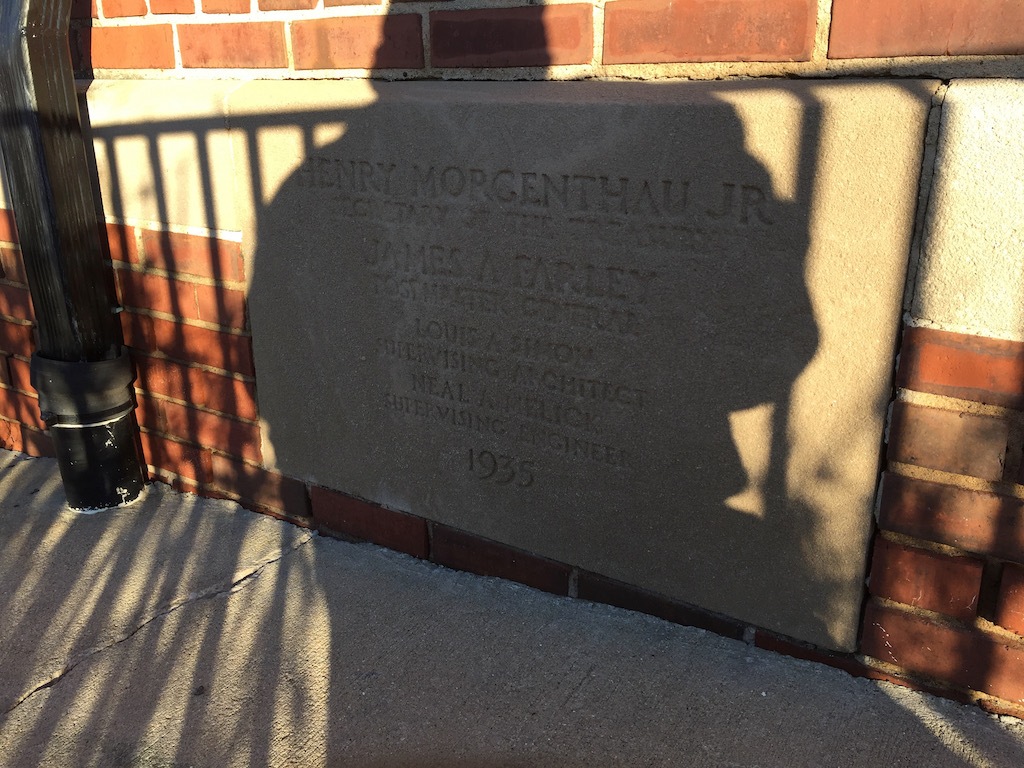 HENRY MORGENTHAU JR
SECRETARY OF THE TREASURY
JAMES A FARLEY
POSTMASTER GENERAL
LOUIS A SIMON
SUPERVISING ARCHITECT
NEAL A MELICK
SUPERVISING ENGINEER
1935